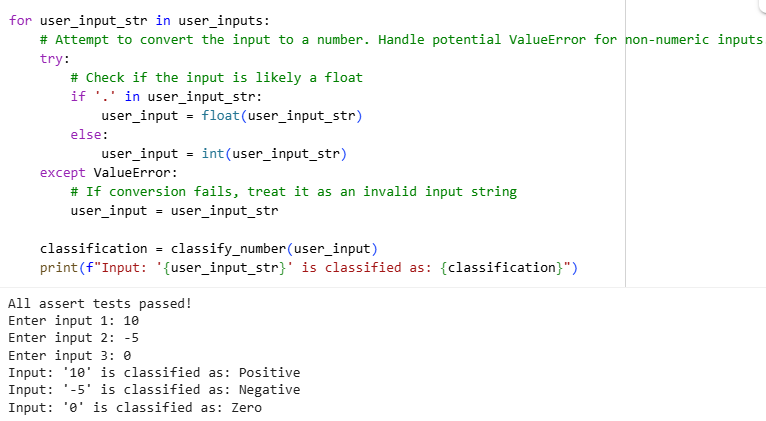 for user_input_str in user_inputs:
    # Attempt to convert the input to a number. Handle potential ValueError for non-numeric inputs
    try:
        # Check if the input is likely a float
        if '.' in user_input_str:
            user_input = float(user_input_str)
        else:
            user_input = int(user_input_str)
    except ValueError:
        # If conversion fails, treat it as an invalid input string
        user_input = user_input_str

    classification = classify_number(user_input)
    print(f"Input: '{user_input_str}' is classified as: {classification}")

All assert tests passed!
Enter input 1: 10
Enter input 2: -5
Enter input 3: 0
Input: '10' is classified as: Positive
Input: '-5' is classified as: Negative
Input: '0' is classified as: Zero